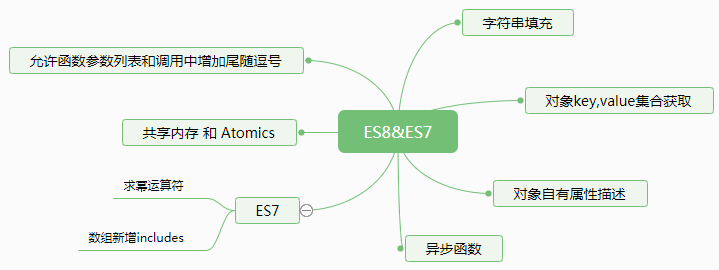 字符串填充
允许函数参数列表和调用中增加尾随逗号
对象key,value集合获取
共享内存 和 Atomics
ES8&ES7
求幂运算符
对象自有属性描述
ES7
数组新增includes
异步函数